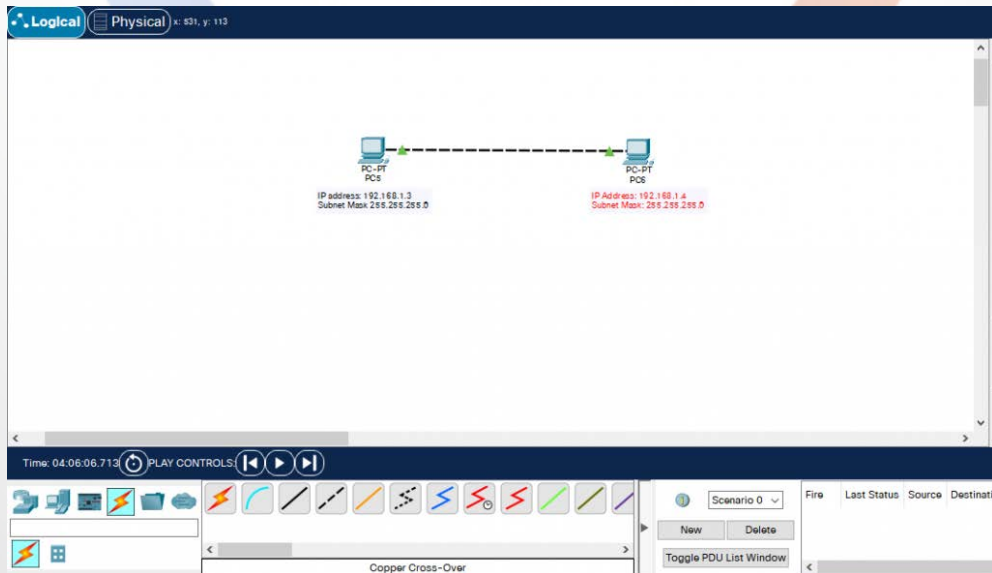 Logical
Physical
x: 531, y: 113
PC-PT
PC5
IP address: 192.168.1.3
Subnet Mask 255.255.255.0
PC-PT
PC6
IP Address: 192.168.1.4
Subnet Mask: 255.255.255.0
Time: 04:06:06.713
PLAY CONTROLS:
Scenario 0
Fire Last Status Source Destinati
New Delete
Toggle PDU List Window
Copper Cross-Over